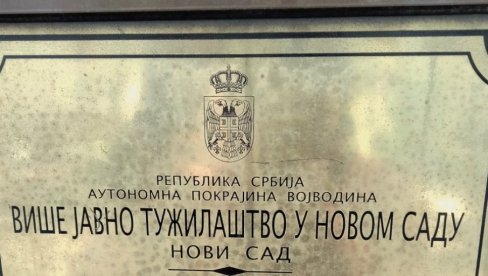 РЕПУБЛИКА СРБИЈА
АУТОНОМНА ПОКРАЈИНА ВОЈВОДИНА
ВИШЕ ЈАВНО ТУЖИЛАШТВО У НОВОМ САДУ
НОВИ САД